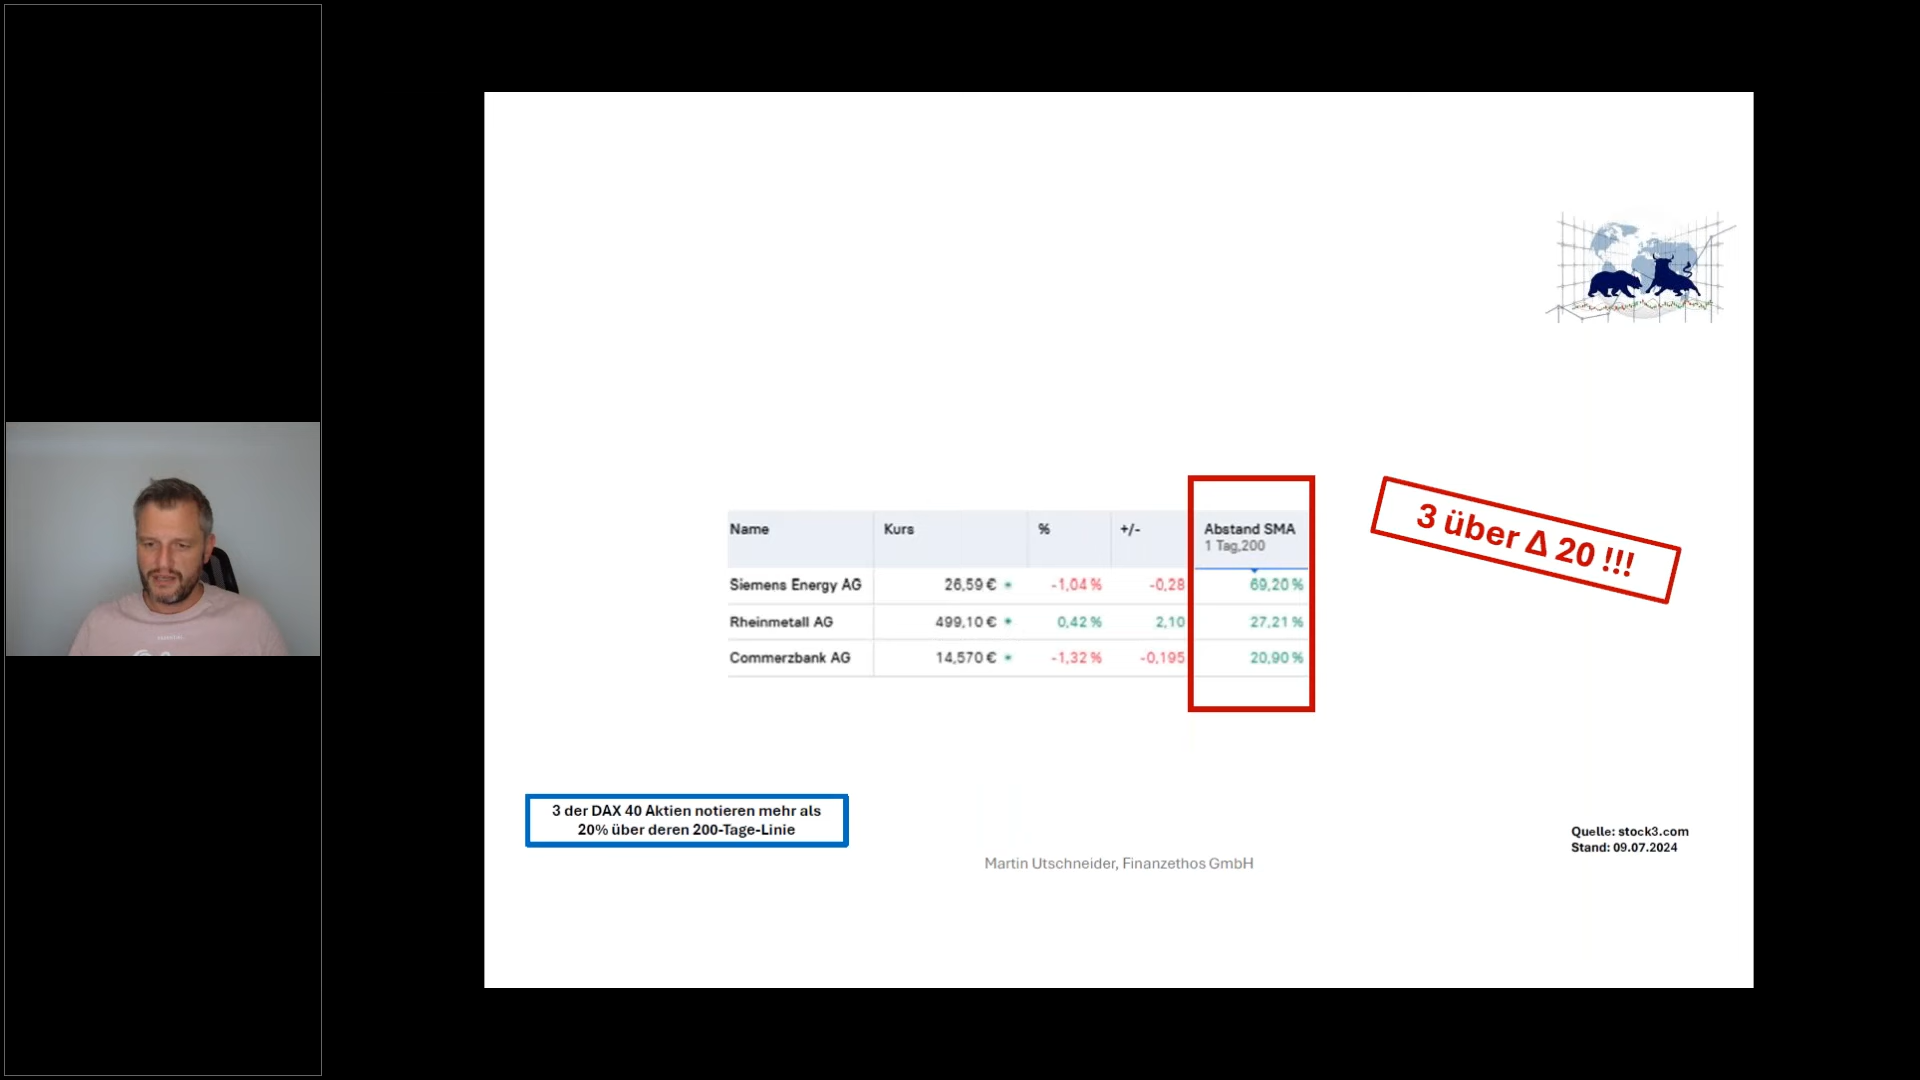 Name Kurs % +/- Abstand SMA
1 Tag,200
Siemens Energy AG 26,59 € -1,04 % -0,28 69,20 %
Rheinmetall AG 499,10 € 0,42 % 2,10 27,21 %
Commerzbank AG 14,570 € -1,32 % -0,195 20,90 %
3 über Δ 20 !!!
3 der DAX 40 Aktien notieren mehr als
20% über deren 200-Tage-Linie
Quelle: stock3.com
Stand: 09.07.2024
Martin Utschneider, Finanzethos GmbH